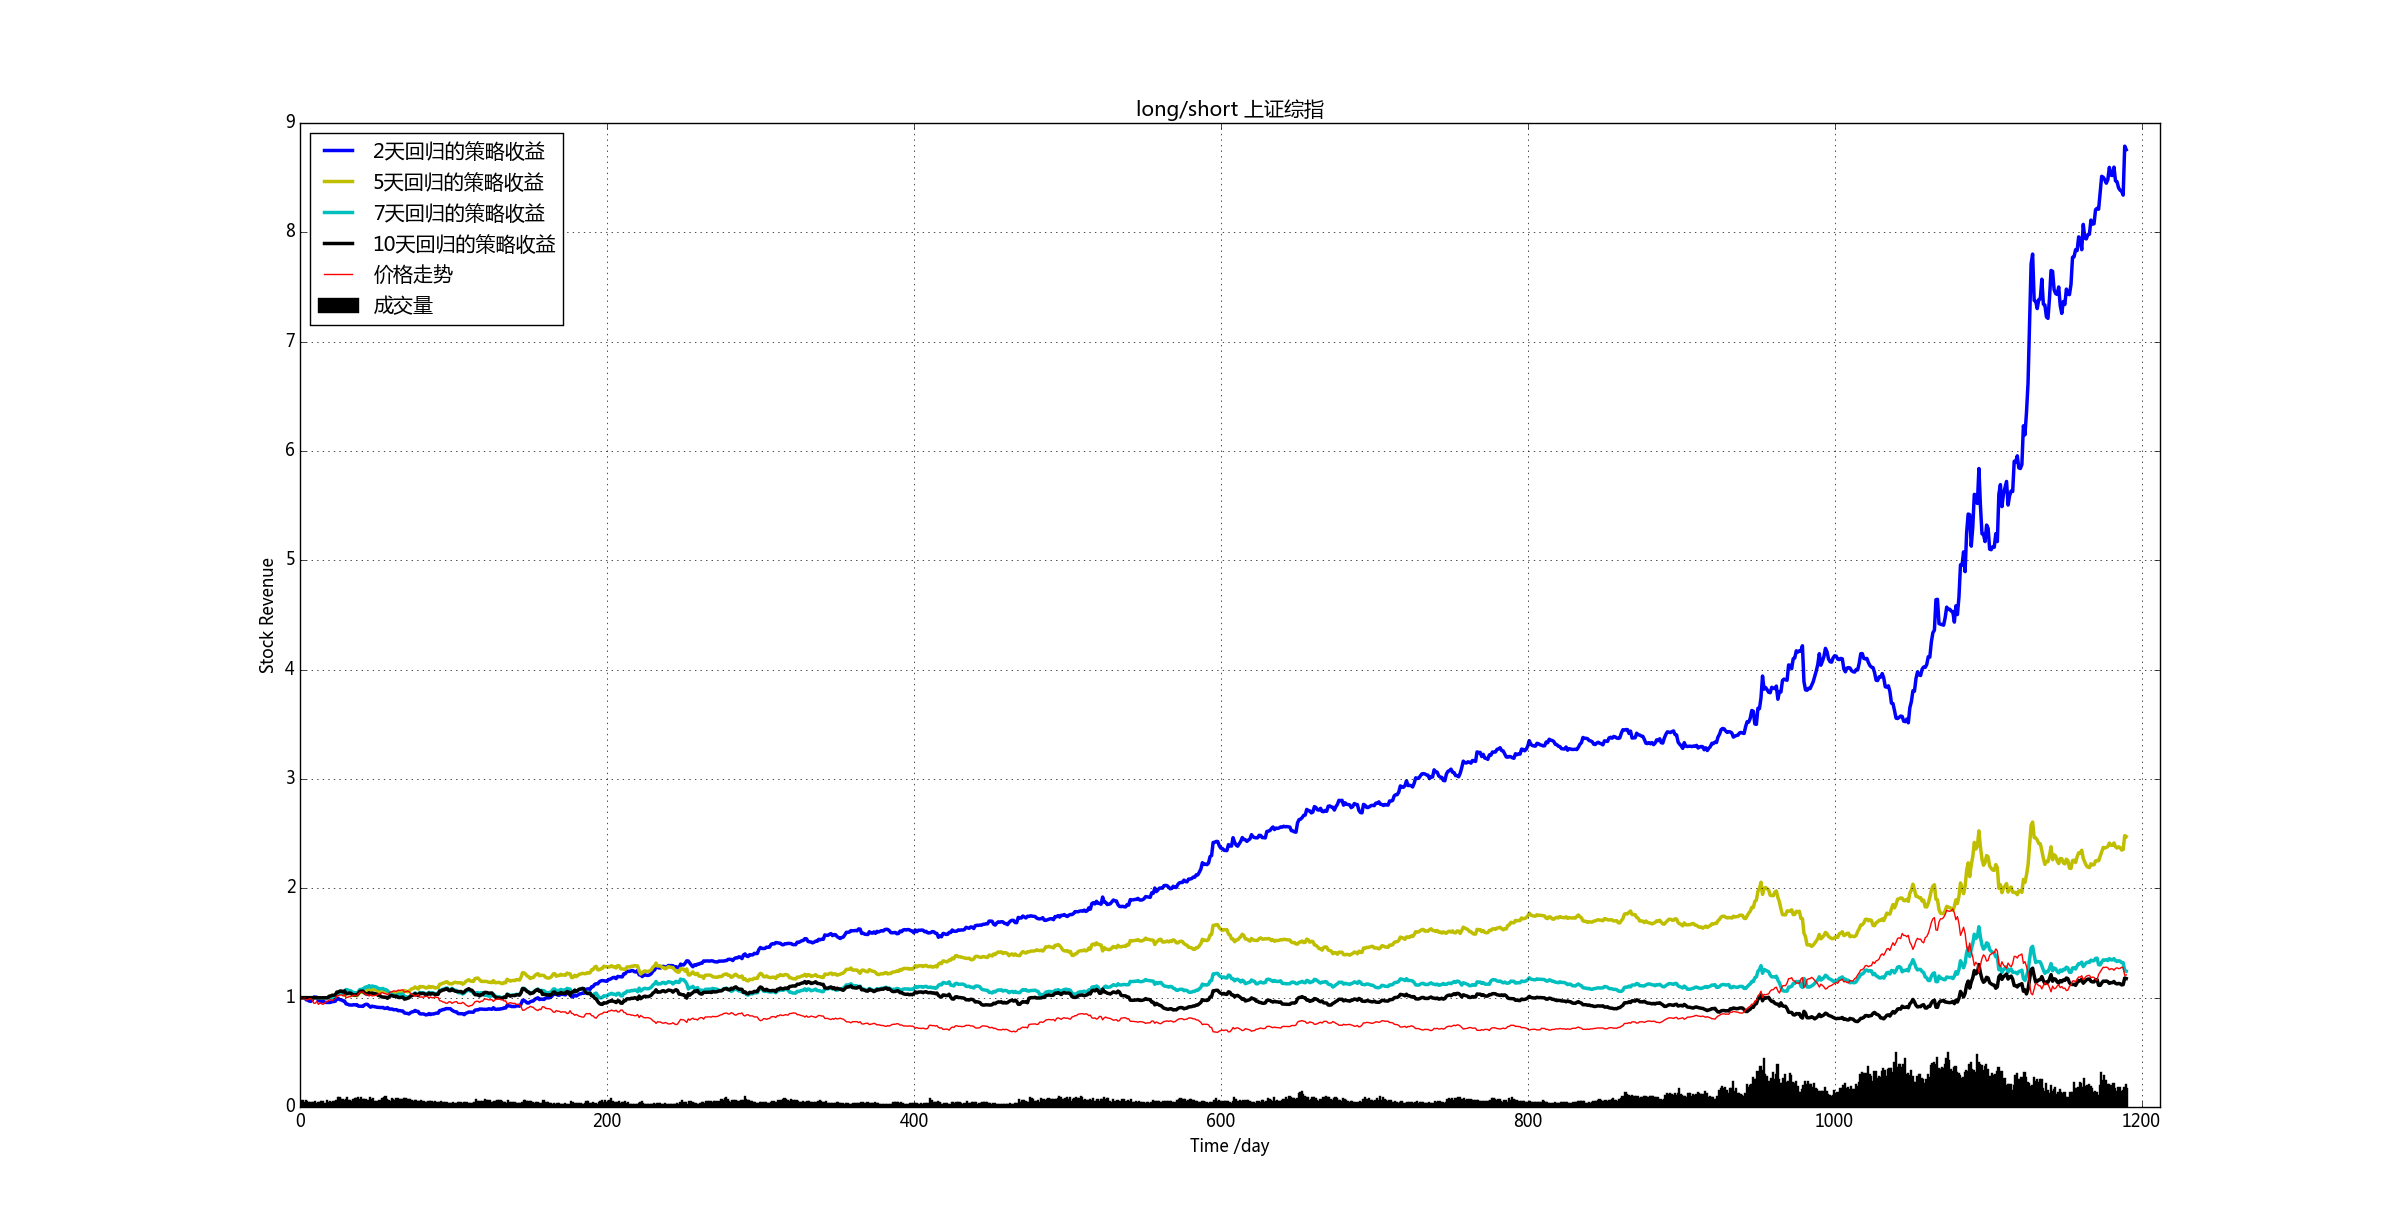 long/short 上证综指
9
8
7
6
5
4
3
2
1
0
Stock Revenue
2天回归的策略收益
5天回归的策略收益
7天回归的策略收益
10天回归的策略收益
价格走势
成交量
0 200 400 600 800 1000 1200
Time /day